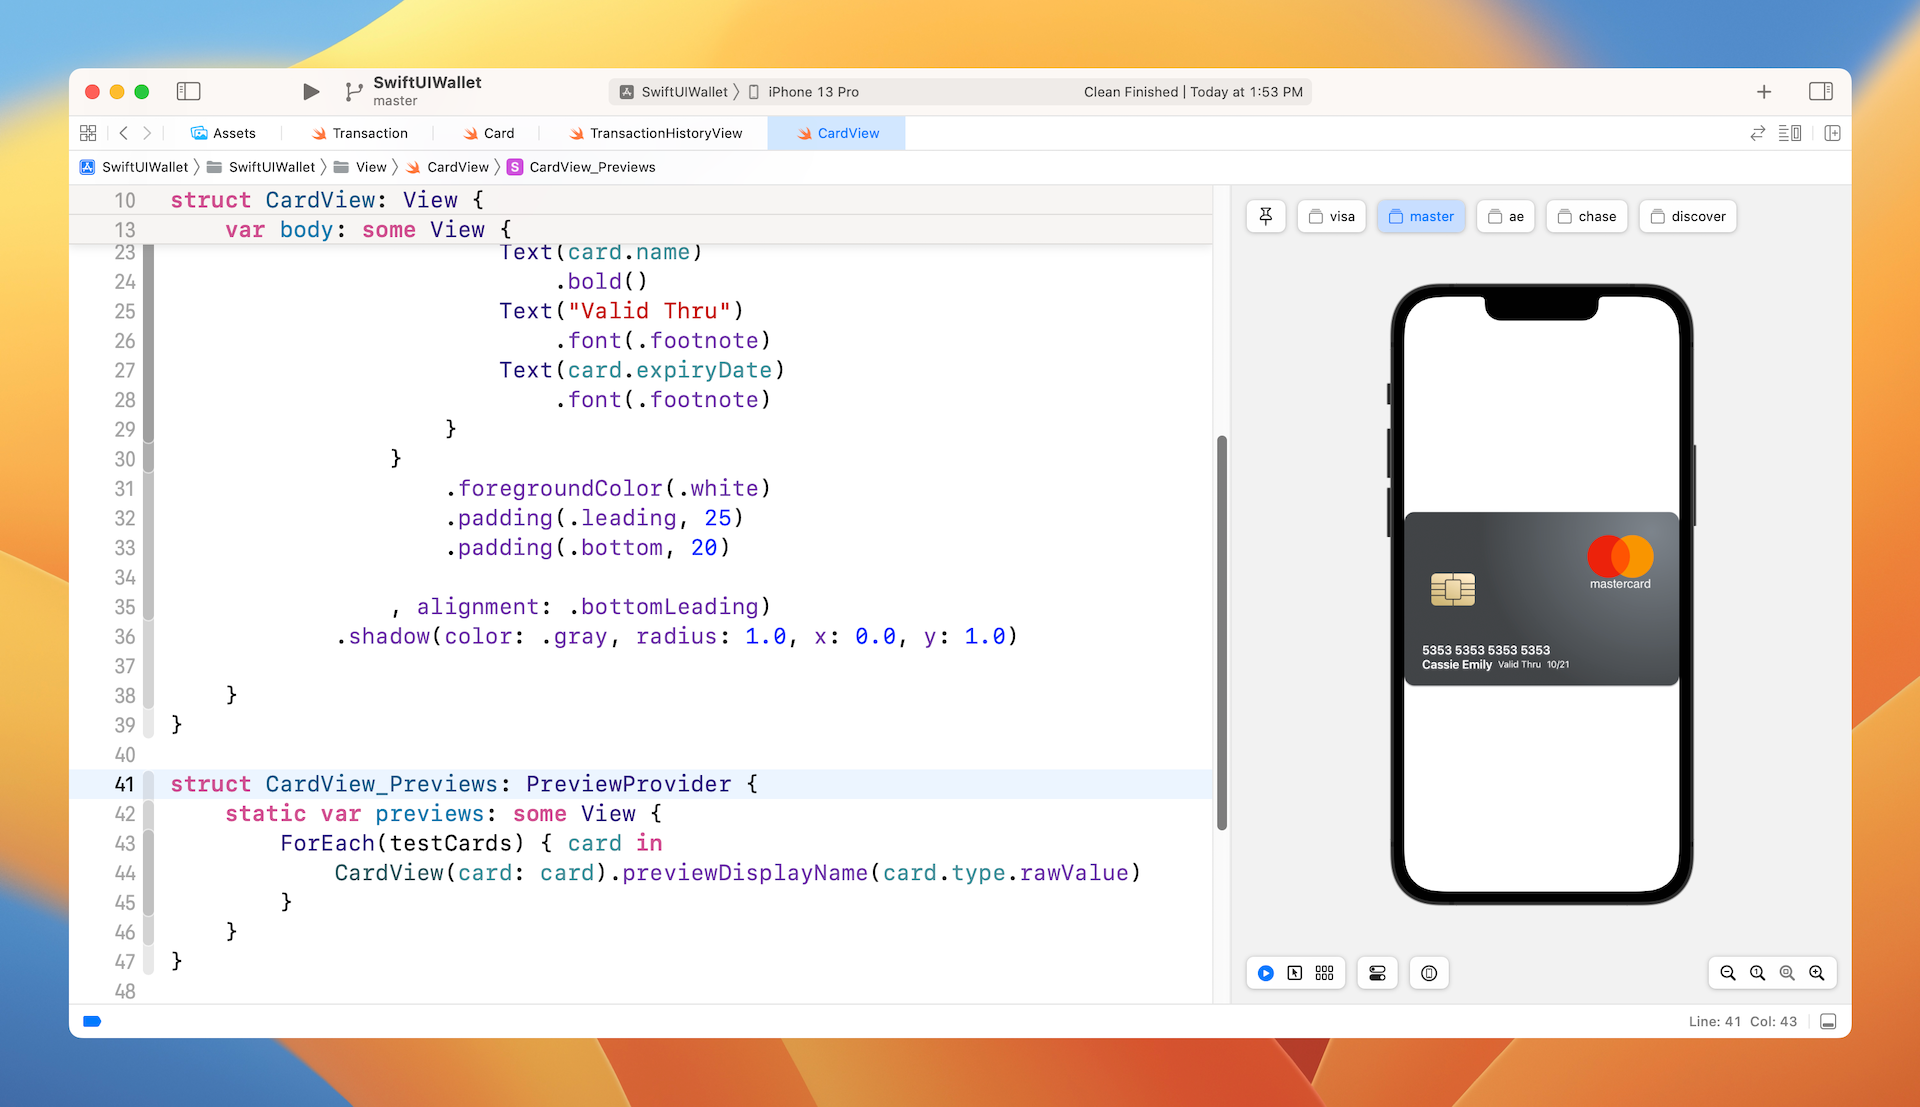 SwiftUIWallet
master
SwiftUIWallet 〉 iPhone 13 Pro
Clean Finished | Today at 1:53 PM
Assets
Transaction
Card
TransactionHistoryView
CardView
SwiftUIWallet 〉 SwiftUIWallet 〉 View 〉 CardView 〉 S CardView_Previews
10 struct CardView: View {
13     var body: some View {
23                         Text(card.name)
24                             .bold()
25                         Text("Valid Thru")
26                             .font(.footnote)
27                         Text(card.expiryDate)
28                             .font(.footnote)
29                     }
30                 }
31                     .foregroundColor(.white)
32                     .padding(.leading, 25)
33                     .padding(.bottom, 20)
34
35                 , alignment: .bottomLeading)
36             .shadow(color: .gray, radius: 1.0, x: 0.0, y: 1.0)
37
38     }
39 }
40
41 struct CardView_Previews: PreviewProvider {
42     static var previews: some View {
43         ForEach(testCards) { card in
44             CardView(card: card).previewDisplayName(card.type.rawValue)
45         }
46     }
47 }
48
visa
master
ae
chase
discover
mastercard
5353 5353 5353 5353
Cassie Emily Valid Thru 10/21
Line: 41 Col: 43